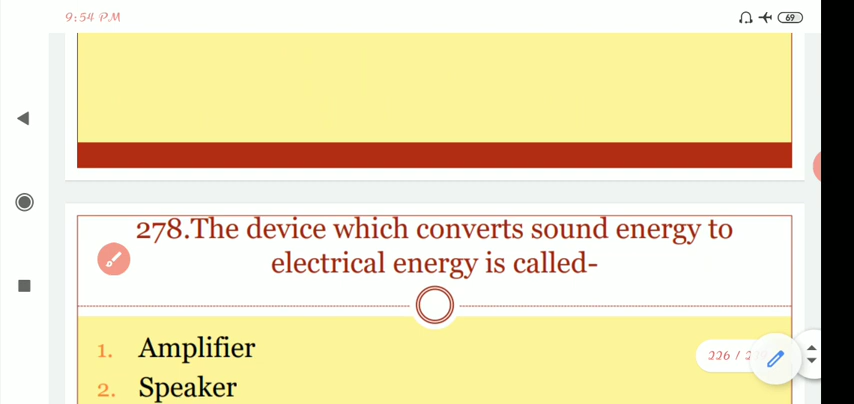 9:54 PM
69
278.The device which converts sound energy to
electrical energy is called-
1. Amplifier
2. Speaker
226 / 2